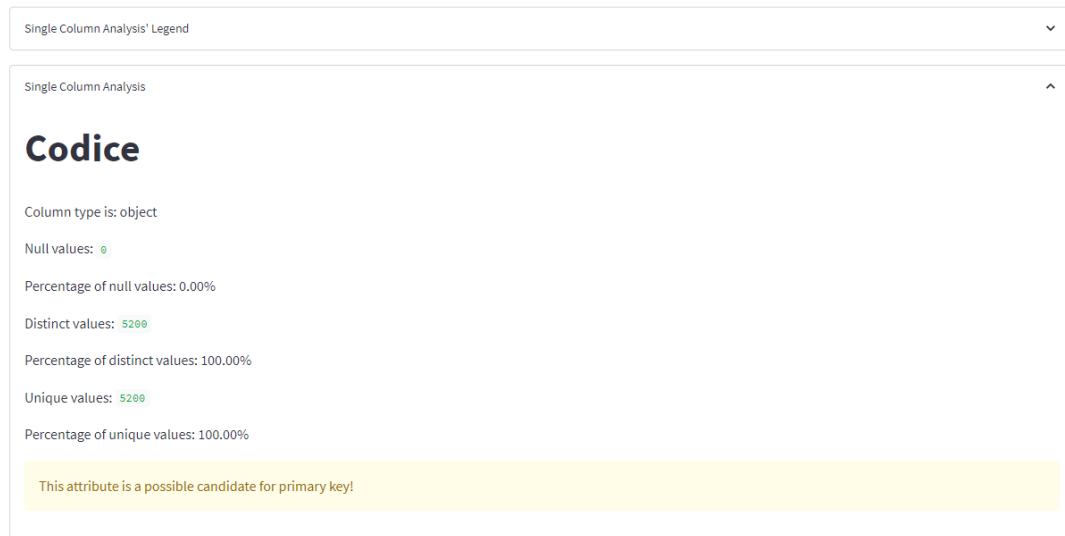 Single Column Analysis' Legend
Single Column Analysis
Codice
Column type is: object
Null values: 0
Percentage of null values: 0.00%
Distinct values: 5200
Percentage of distinct values: 100.00%
Unique values: 5200
Percentage of unique values: 100.00%
This attribute is a possible candidate for primary key!